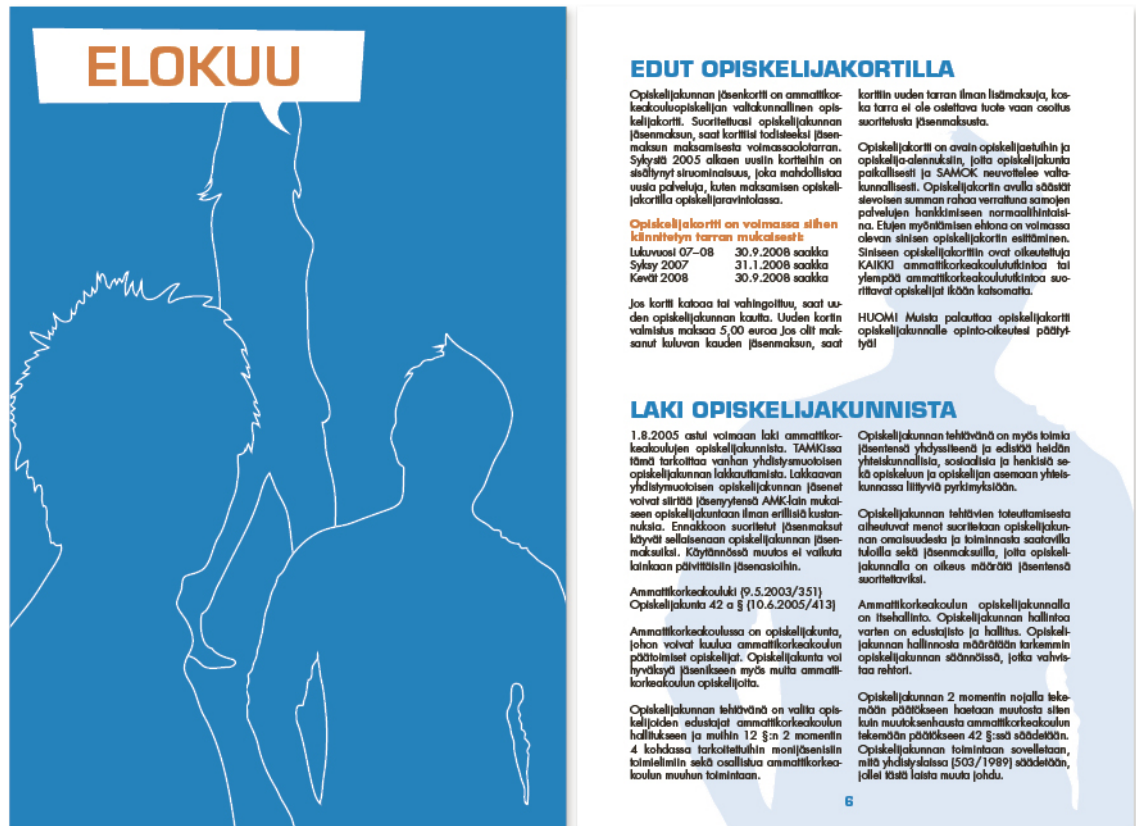 ELOKUU
EDUT OPISKELIJAKORTILLA
Opiskelijakunnan jäsenkortti on ammattikor-
keakouluopiskelijan valtakunnallinen opis-
kelijakortti. Suoritettuasi opiskelijakunnan
jäsenmaksun, saat korttiisi todisteeksi jäsen-
maksun maksamisesta voimassaolotarran.
Sykystä 2005 alkaen uusiin kortteihin on
sisältynyt siruominaisuus, joka mahdollistaa
uusia palveluja, kuten maksamisen opiskeli-
jakortilla opiskelijaravintolassa.
Opiskelijakortti on voimassa siihen
kiinnitetyn tarran mukaisesti:
Lukuvuosi 07–08 30.9.2008 saakka
Syksy 2007 31.1.2008 saakka
Kevät 2008 30.9.2008 saakka
Jos kortti katoaa tai vahingoittuu, saat uu-
den opiskelijakunnan kautta. Uuden kortin
valmistus maksaa 5,00 euroa Jos olit mak-
sanut kuluvan kauden jäsenmaksun, saat
korttiin uuden tarran ilman lisämaksuja, kos-
ka tarra ei ole ostettava tuote vaan osoitus
suoritetusta jäsenmaksusta.
Opiskelijakortti on avain opiskelijaetuihin ja
opiskelija-alennuksiin, joita opiskelijakunta
paikallisesti ja SAMOK neuvottelee valta-
kunnallisesti. Opiskelijakortin avulla säästät
sievoisen summan rahaa verrattuna samojen
palvelujen hankkimiseen normaalihintaisi-
na. Etujen myöntämisen ehtona on voimassa
olevan sinisen opiskelijakortin esittäminen.
Siniseen opiskelijakorttiin ovat oikeutettuja
KAIKKI ammattikorkeakoulututkintoa tai
ylempää ammattikorkeakoulututkintoa suo-
rittavat opiskelijat ikään katsomatta.
HUOM! Muista palauttaa opiskelijakortti
opiskelijakunnalle opinto-oikeutesi päätyt-
tyä!
LAKI OPISKELIJAKUNNISTA
1.8.2005 astui voimaan laki ammattikor-
keakoulujen opiskelijakunnista. TAMKissa
tämä tarkoittaa vanhan yhdistysmuotoisen
opiskelijakunnan lakkauttamista. Lakkaavan
yhdistymuotoisen opiskelijakunnan jäsenet
voivat siirtää jäsenyytensä AMK-lain mukai-
seen opiskelijakuntaan ilman erillisiä kustan-
nuksia. Ennakkoon suoritetut jäsenmaksut
käyvät sellaisenaan opiskelijakunnan jäsen-
maksuiksi. Käytännössä muutos ei vaikuta
lainkaan päivittäisiin jäsenasioihin.
Ammattikorkeakouluki (9.5.2003/351)
Opiskelijakunta 42 a § (10.6.2005/413)
Ammattikorkeakoulussa on opiskelijakunta,
johon voivat kuulua ammattikorkeakoulun
päätoimiset opiskelijat. Opiskelijakunta voi
hyväksyä jäsenikseen myös muita ammatti-
korkeakoulun opiskelijoita.
Opiskelijakunnan tehtävänä on valita opis-
kelijoiden edustajat ammattikorkeakoulun
hallitukseen ja muihin 12 §:n 2 momentin
4 kohdassa tarkoitettuihin monijäsenisiin
toimielimiin sekä osallistua ammattikorkea-
koulun muuhun toimintaan.
Opiskelijakunnan tehtävänä on myös toimia
jäsentensä yhdyssiteenä ja edistää heidän
yhteiskunnallisia, sosiaalisia ja henkisiä se-
kä opiskeluun ja opiskelijan asemaan yhteis-
kunnassa liittyviä pyrkimyksiään.
Opiskelijakunnan tehtävien toteuttamisesta
aiheutuvat menot suoritetaan opiskelijakun-
nan omaisuudesta ja toiminnasta saatavilla
tuloilla sekä jäsenmaksuilla, joita opiskeli-
jakunnalla on oikeus määrätä jäsentensä
suoritettaviksi.
Ammattikorkeakoulun opiskelijakunnalla
on itsehallinto. Opiskelijakunnan hallintoa
varten on edustajisto ja hallitus. Opiskeli-
jakunnan hallinnosta määrätään tarkemmin
opiskelijakunnan säännöissä, jotka vahvis-
taa rehtori.
Opiskelijakunnan 2 momentin nojalla teke-
mään päätökseen haetaan muutosta siten
kuin muutoksenhausta ammattikorkeakoulun
tekemään päätökseen 42 §:ssä säädetään.
Opiskelijakunnan toimintaan sovelletaan,
mitä yhdistyslaissa (503/1989) säädetään,
jollei tästä laista muuta johdu.
6